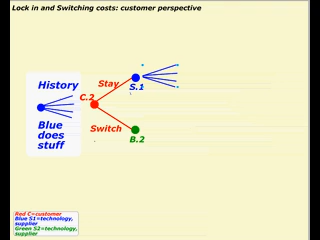 Lock in and Switching costs: customer perspective
History
Stay
S.1
C.2
Blue
does
stuff
Switch
B.2
Red C=customer
Blue S1=technology,
supplier
Green S2=technology,
supplier